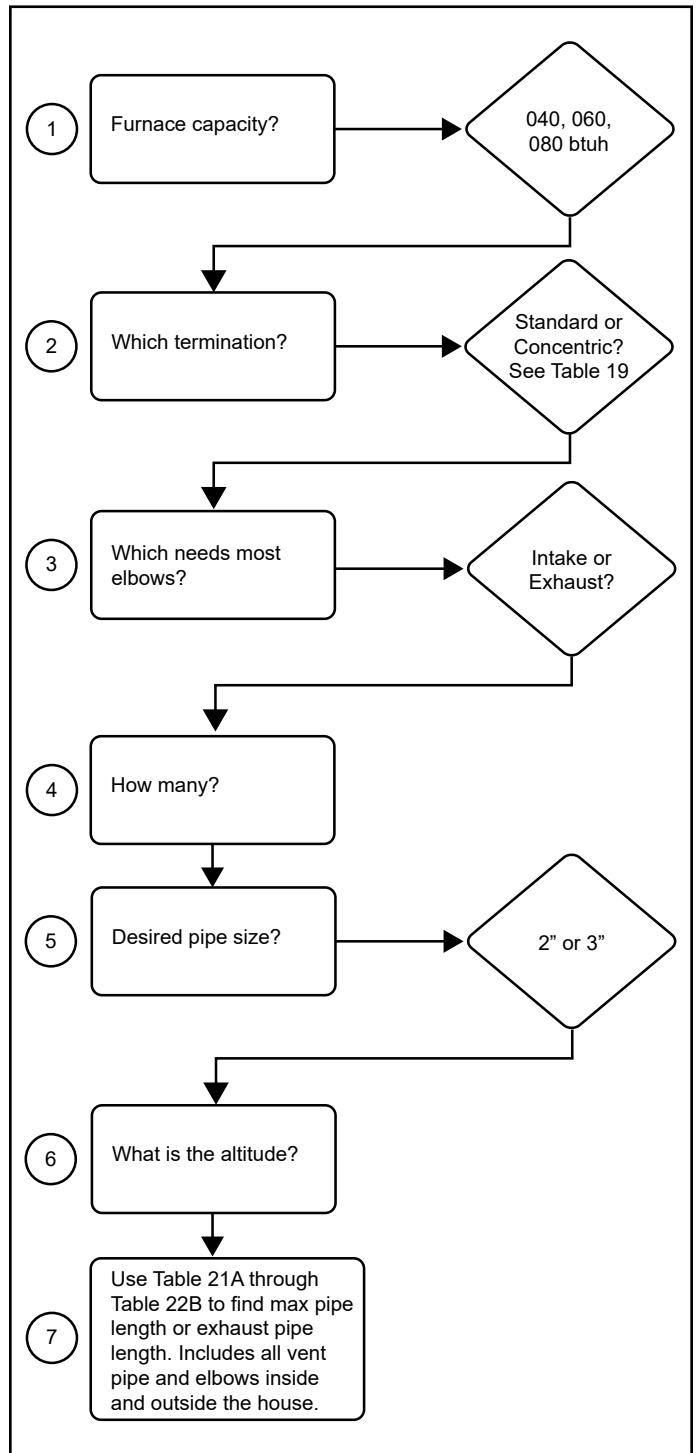 1
Furnace capacity?
040, 060,
080 btuh
2
Which termination?
Standard or
Concentric?
See Table 19
3
Which needs most
elbows?
Intake or
Exhaust?
4
How many?
5
Desired pipe size?
2” or 3”
6
What is the altitude?
7
Use Table 21A through
Table 22B to find max pipe
length or exhaust pipe
length. Includes all vent
pipe and elbows inside
and outside the house.